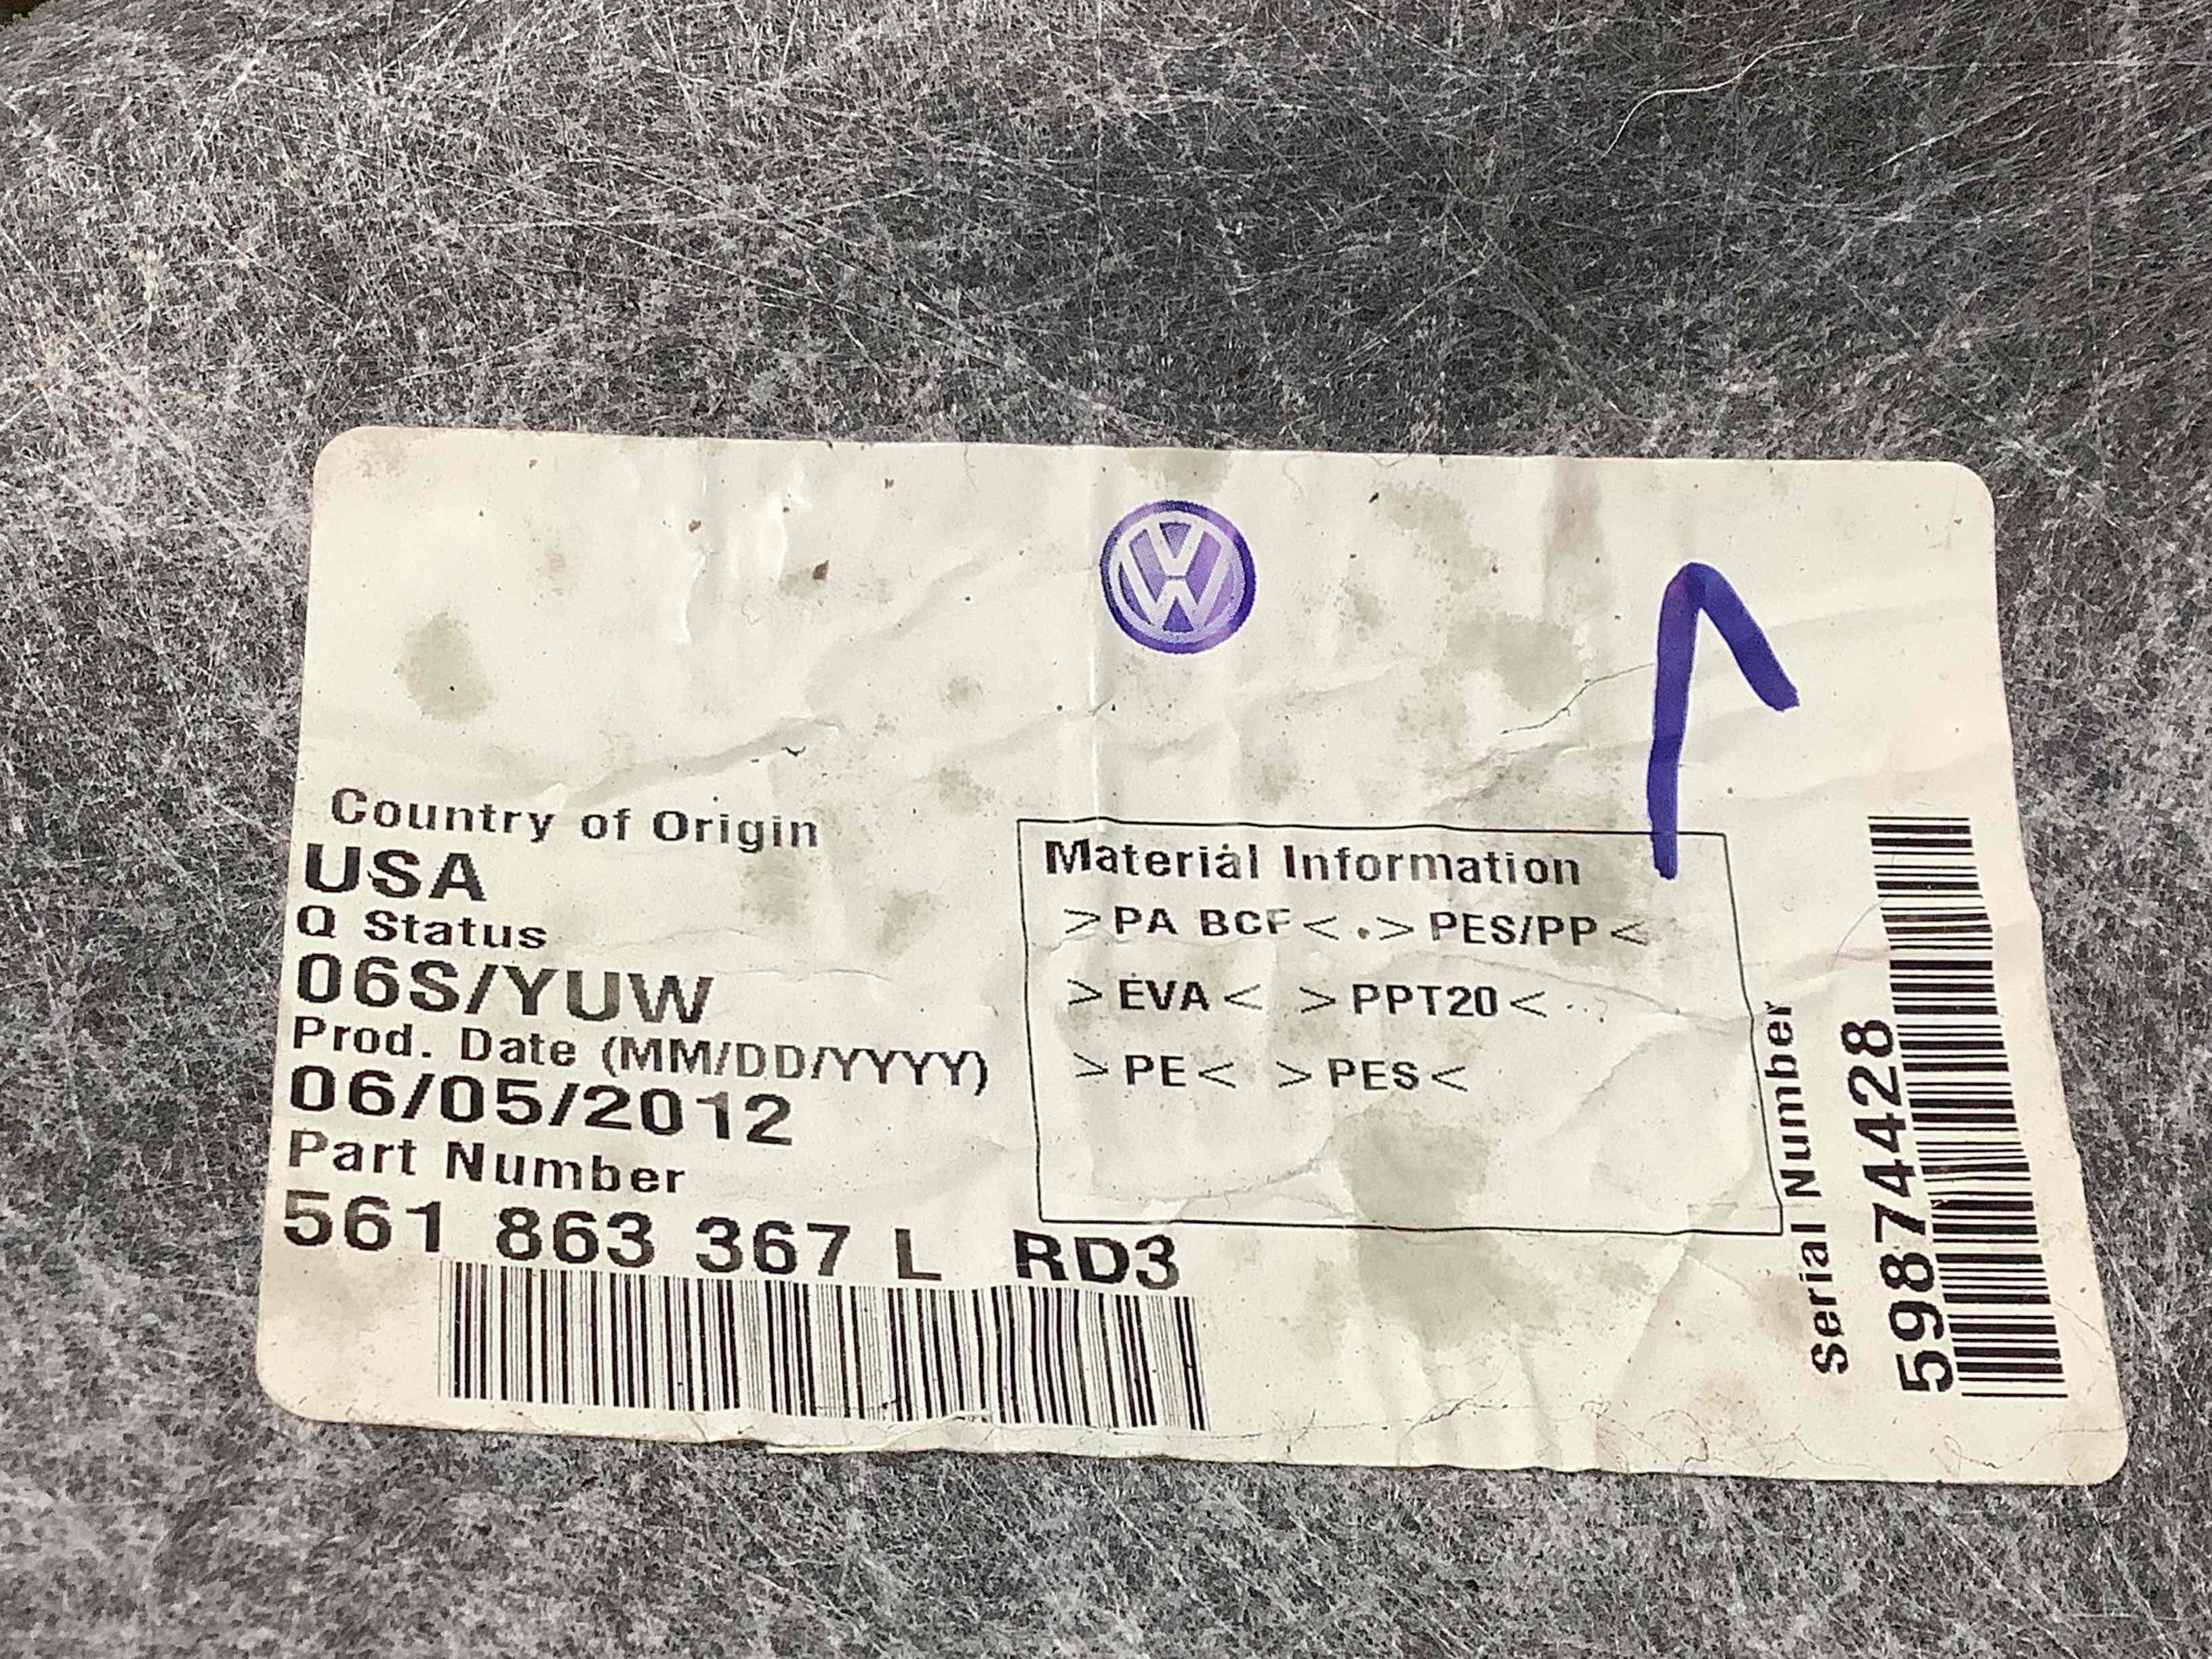 VW
Country of Origin
USA
Q Status
06S/YUW
Prod. Date (MM/DD/YYYY)
06/05/2012
Part Number
561 863 367 L RD3
Material Information
>PA BCF< .> PES/PP<
>EVA< >PPT20<
>PE< >PES<
Serial Number
59874428